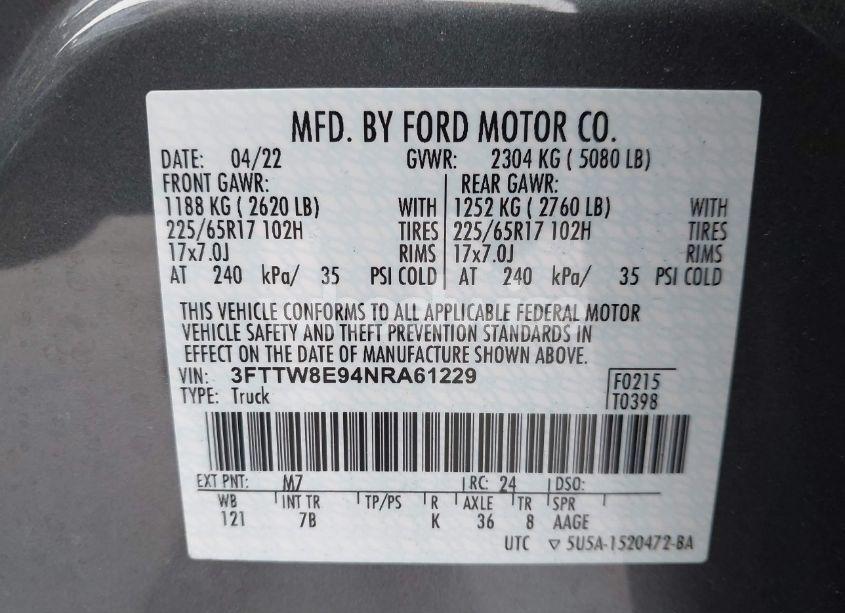 MFD. BY FORD MOTOR CO.
DATE: 04/22 GVWR: 2304 KG ( 5080 LB)
FRONT GAWR: REAR GAWR:
1188 KG ( 2620 LB) WITH 1252 KG ( 2760 LB) WITH
225/65R17 102H TIRES 225/65R17 102H TIRES
17x7.0J RIMS 17x7.0J RIMS
AT 240 kPa/ 35 PSI COLD AT 240 kPa/ 35 PSI COLD
THIS VEHICLE CONFORMS TO ALL APPLICABLE FEDERAL MOTOR
VEHICLE SAFETY AND THEFT PREVENTION STANDARDS IN
EFFECT ON THE DATE OF MANUFACTURE SHOWN ABOVE.
VIN: 3FTTW8E94NRA61229 F0215
TYPE: Truck T0398
EXT PNT: M7 RC: 24 DSO:
WB INT TR TP/PS R AXLE TR SPR
121 7B K 36 8 AAGE
UTC ▽ 5U5A-1520472-BA